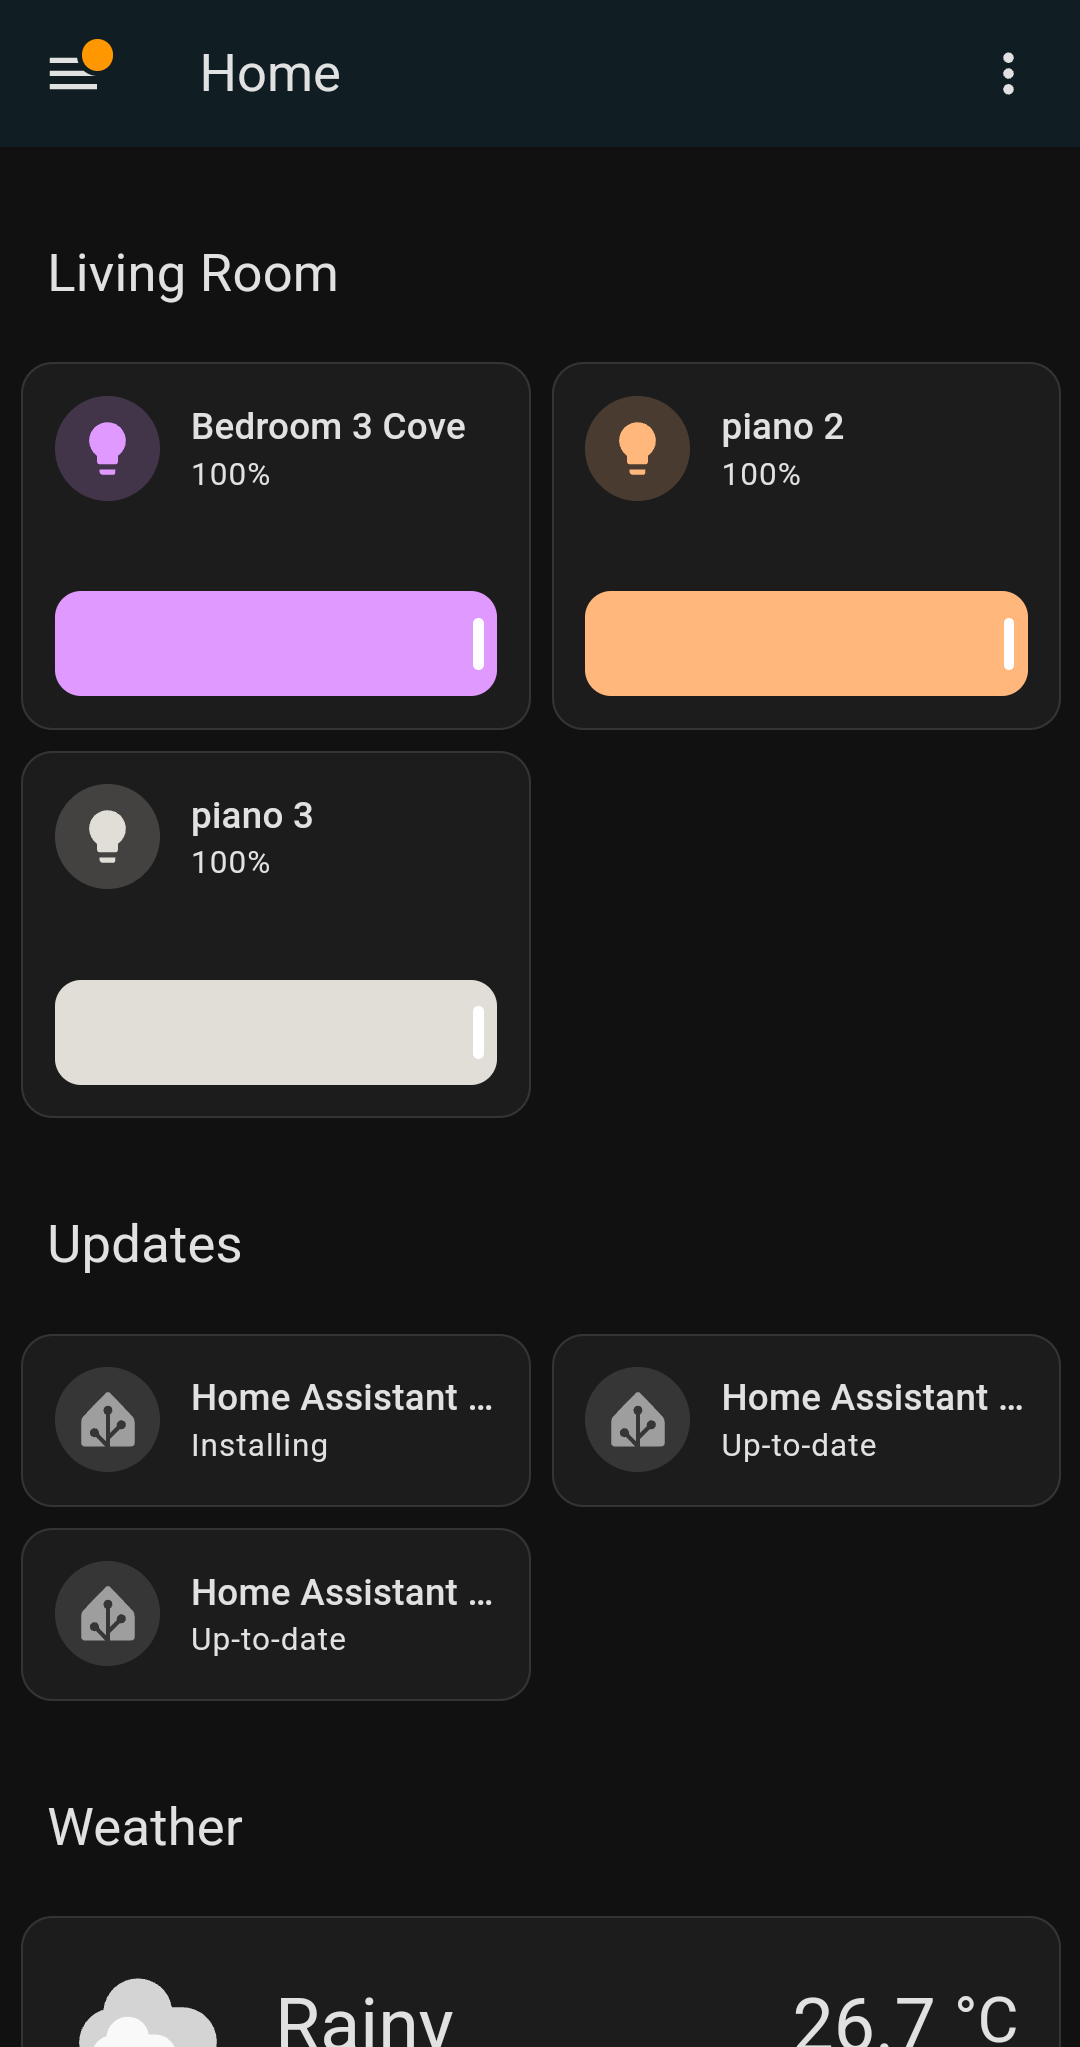 Home
Living Room
Bedroom 3 Cove
100%
piano 2
100%
piano 3
100%
Updates
Home Assistant ...
Installing
Home Assistant ...
Up-to-date
Home Assistant ...
Up-to-date
Weather
Rainy
26.7 °C